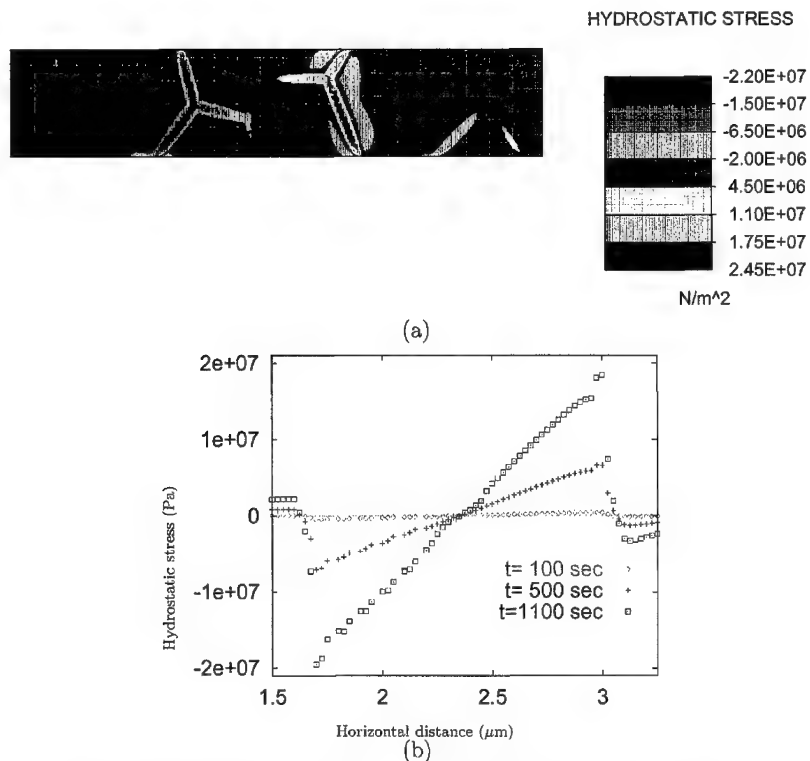 HYDROSTATIC STRESS
-2.20E+07
-1.50E+07
-6.50E+06
-2.00E+06
4.50E+06
1.10E+07
1.75E+07
2.45E+07
N/m^2
(a)
2e+07
1e+07
0
-1e+07
-2e+07
Hydrostatic stress (Pa)
t= 100 sec
t= 500 sec
t=1100 sec
1.5
2
2.5
3
Horizontal distance (μm)
(b)